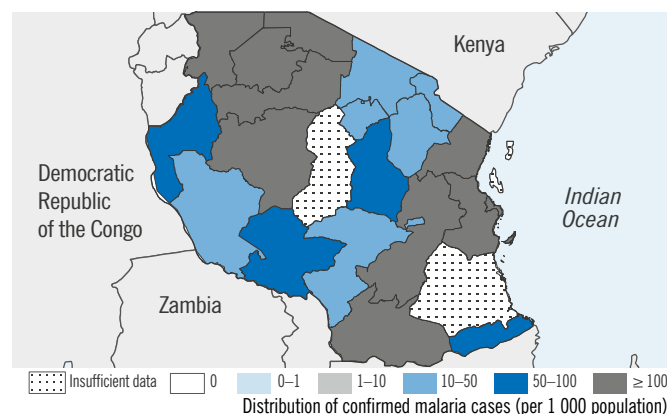 Kenya
Democratic
Republic
of the Congo
Indian
Ocean
Zambia
Insufficient data 0 0–1 1–10 10–50 50–100 ≥ 100
Distribution of confirmed malaria cases (per 1 000 population)